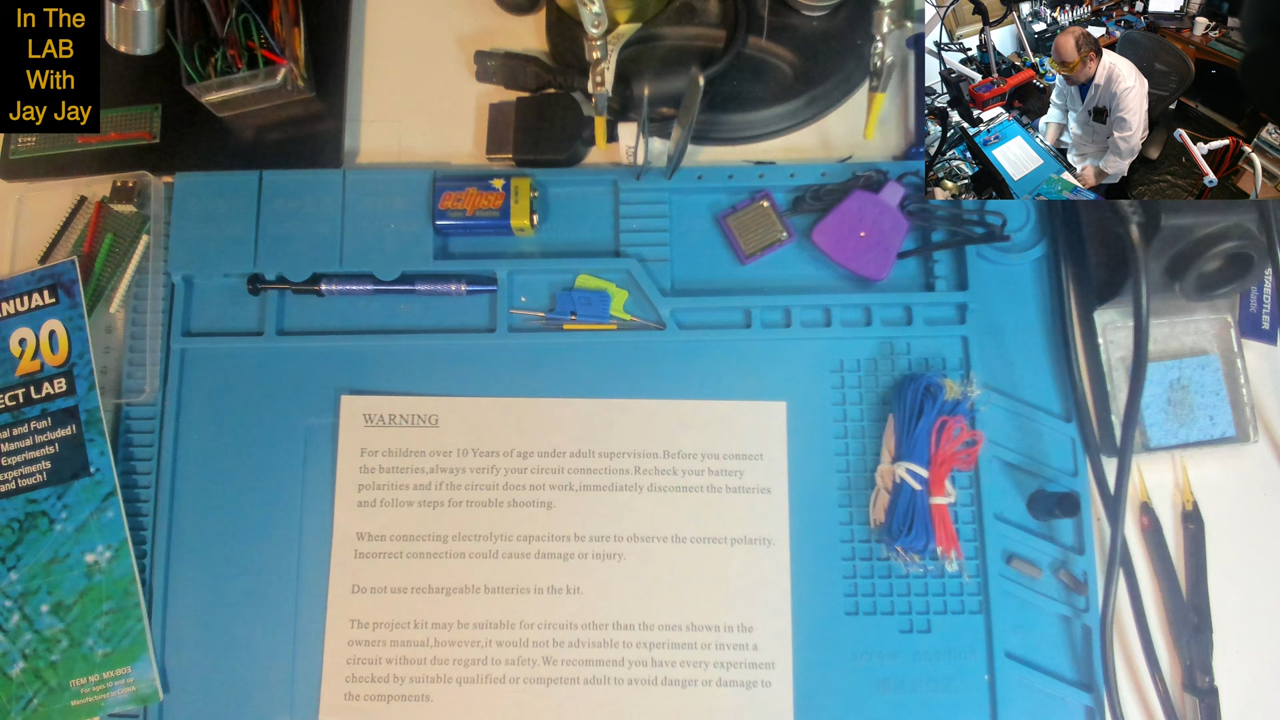 In The
LAB
With
Jay Jay
eclipse
STAEDTLER
plastic
NUAL
20
ECT LAB
Manual Included!
Experiments!
experiments
and touch!
ITEM NO. MX-803
For ages 10 and up
Manufactured in CHINA
WARNING
For children over 10 Years of age under adult supervision.Before you connect
the batteries,always verify your circuit connections.Recheck your battery
polarities and if the circuit does not work,immediately disconnect the batteries
and follow steps for trouble shooting.
When connecting electrolytic capacitors be sure to observe the correct polarity.
Incorrect connection could cause damage or injury.
Do not use rechargeable batteries in the kit.
The project kit may be suitable for circuits other than the ones shown in the
owners manual,however,it would not be advisable to experiment or invent a
circuit without due regard to safety.We recommend you have every experiment
checked by suitable qualified or competent adult to avoid danger or damage to
the components.